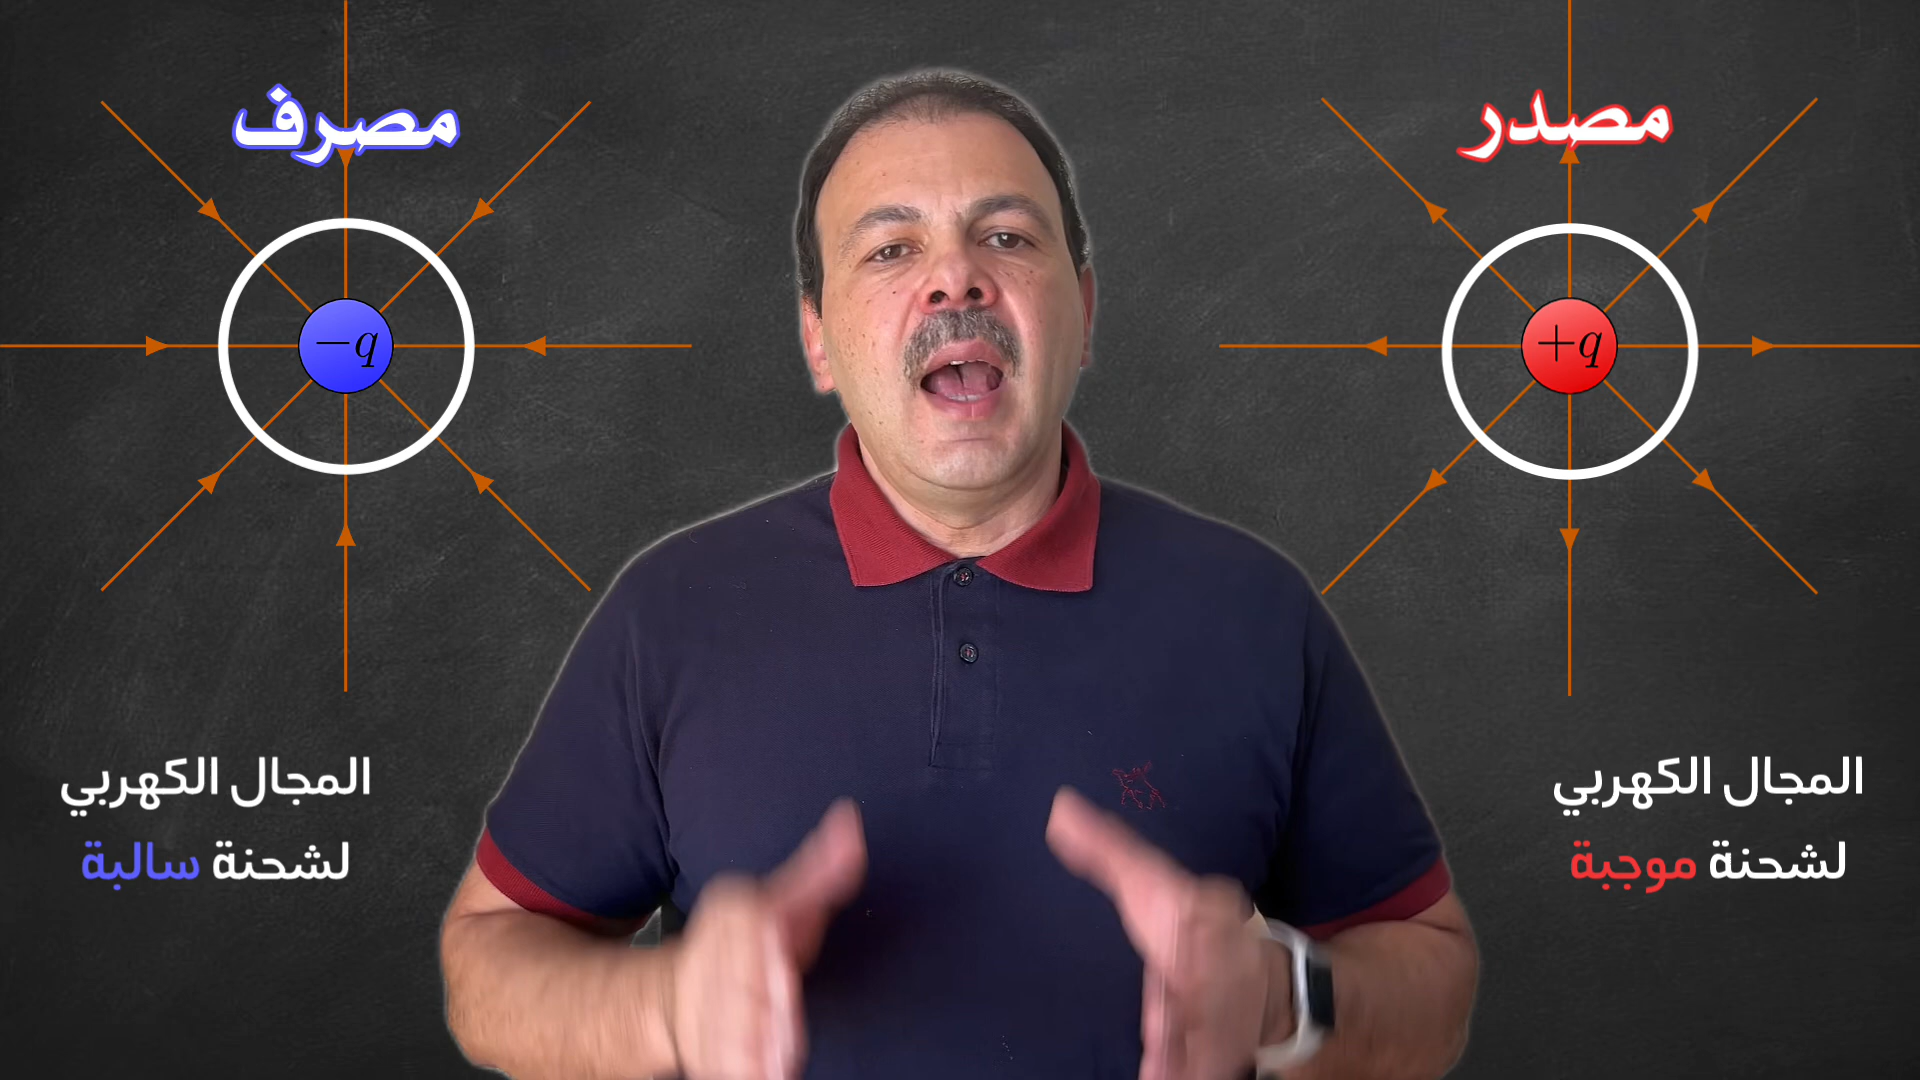 مصدر
+q
المجال الكهربي
لشحنة موجبة
مصرف
−q
المجال الكهربي
لشحنة سالبة